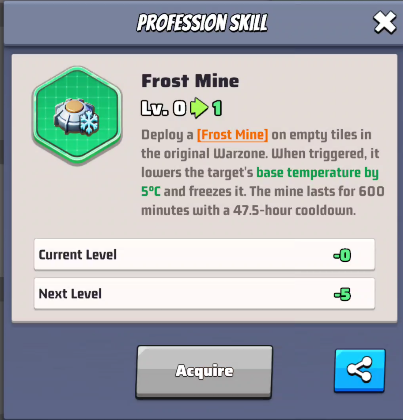 PROFESSION SKILL
Frost Mine
Lv. 0 1
Deploy a [Frost Mine] on empty tiles in
the original Warzone. When triggered, it
lowers the target's base temperature by
5°C and freezes it. The mine lasts for 600
minutes with a 47.5-hour cooldown.
Current Level -0
Next Level -5
Acquire